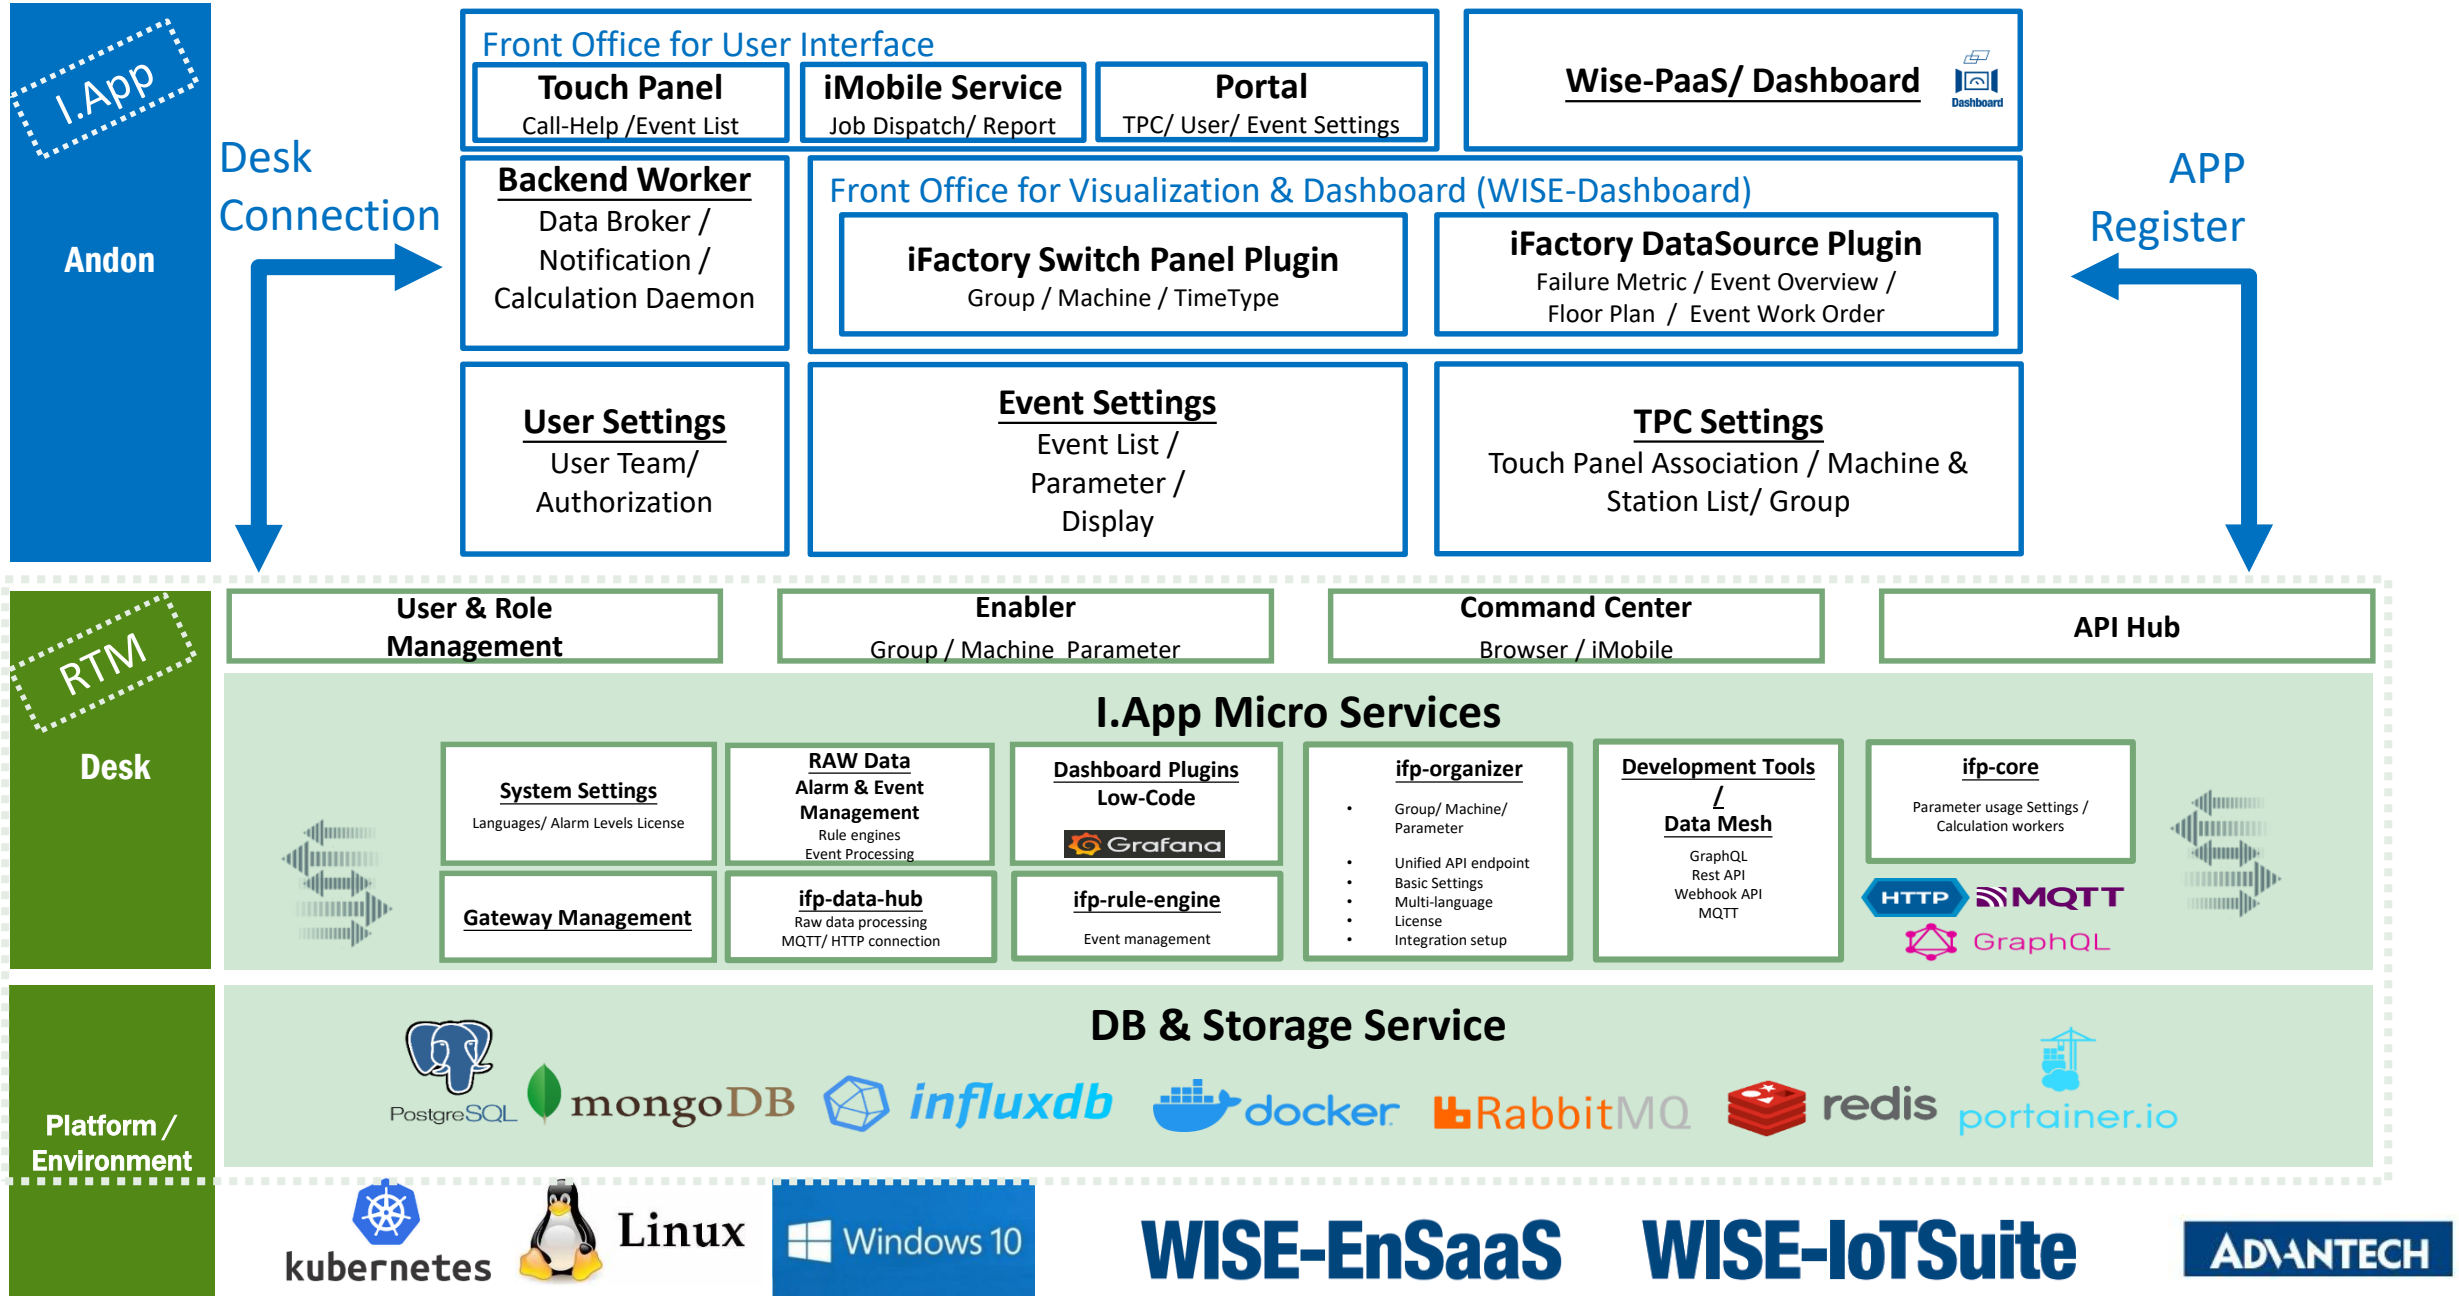 I.App
Andon
Desk
Connection
Front Office for User Interface
Touch Panel
Call-Help /Event List
iMobile Service
Job Dispatch/ Report
Portal
TPC/ User/ Event Settings
Wise-PaaS/ Dashboard
Dashboard
Backend Worker
Data Broker /
Notification /
Calculation Daemon
Front Office for Visualization & Dashboard (WISE-Dashboard)
iFactory Switch Panel Plugin
Group / Machine / TimeType
iFactory DataSource Plugin
Failure Metric / Event Overview /
Floor Plan / Event Work Order
APP
Register
User Settings
User Team/
Authorization
Event Settings
Event List /
Parameter /
Display
TPC Settings
Touch Panel Association / Machine &
Station List/ Group
RTM
Desk
User & Role
Management
Enabler
Group / Machine Parameter
Command Center
Browser / iMobile
API Hub
I.App Micro Services
System Settings
Languages/ Alarm Levels License
Gateway Management
RAW Data
Alarm & Event
Management
Rule engines
Event Processing
ifp-data-hub
Raw data processing
MQTT/ HTTP connection
Dashboard Plugins
Low-Code
Grafana
ifp-rule-engine
Event management
ifp-organizer
• Group/ Machine/
Parameter
• Unified API endpoint
• Basic Settings
• Multi-language
• License
• Integration setup
Development Tools
/
Data Mesh
GraphQL
Rest API
Webhook API
MQTT
ifp-core
Parameter usage Settings /
Calculation workers
HTTP
MQTT
GraphQL
Platform /
Environment
DB & Storage Service
PostgreSQL
mongoDB
influxdb
docker
RabbitMQ
redis
portainer.io
kubernetes
Linux
Windows 10
WISE-EnSaaS
WISE-IoTSuite
ADVANTECH